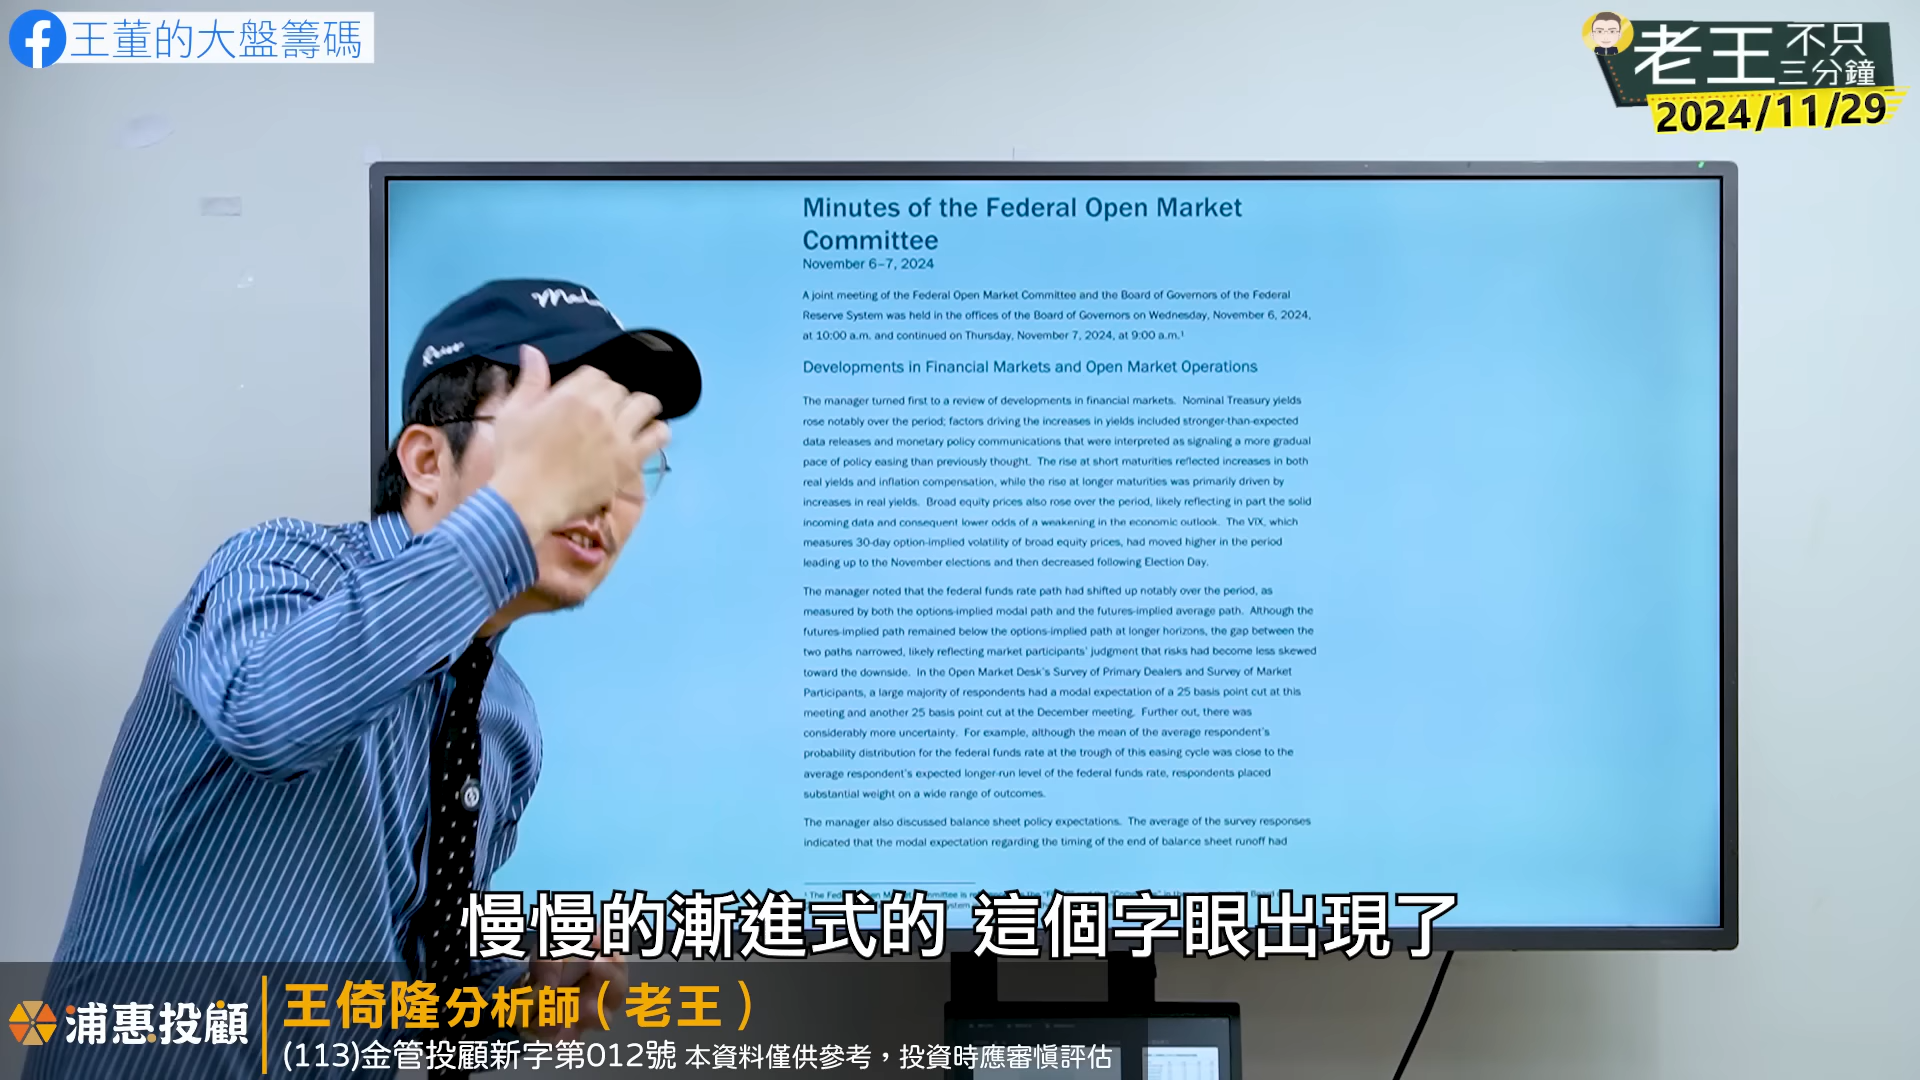 王董的大盤籌碼
老王不只三分鐘
2024/11/29
Minutes of the Federal Open Market
Committee
November 6–7, 2024
A joint meeting of the Federal Open Market Committee and the Board of Governors of the Federal
Reserve System was held in the offices of the Board of Governors on Wednesday, November 6, 2024,
at 10:00 a.m. and continued on Thursday, November 7, 2024, at 9:00 a.m.¹
Developments in Financial Markets and Open Market Operations
The manager turned first to a review of developments in financial markets. Nominal Treasury yields
rose notably over the period; factors driving the increases in yields included stronger-than-expected
data releases and monetary policy communications that were interpreted as signaling a more gradual
pace of policy easing than previously thought. The rise at short maturities reflected increases in both
real yields and inflation compensation, while the rise at longer maturities was primarily driven by
increases in real yields. Broad equity prices also rose over the period, likely reflecting in part the solid
incoming data and consequent lower odds of a weakening in the economic outlook. The VIX, which
measures 30-day option-implied volatility of broad equity prices, had moved higher in the period
leading up to the November elections and then decreased following Election Day.
The manager noted that the federal funds rate path had shifted up notably over the period, as
measured by both the options-implied modal path and the futures-implied average path. Although the
futures-implied path remained below the options-implied path at longer horizons, the gap between the
two paths narrowed, likely reflecting market participants' judgment that risks had become less skewed
toward the downside. In the Open Market Desk's Survey of Primary Dealers and Survey of Market
Participants, a large majority of respondents had a modal expectation of a 25 basis point cut at this
meeting and another 25 basis point cut at the December meeting. Further out, there was
considerably more uncertainty. For example, although the mean of the average respondent's
probability distribution for the federal funds rate at the trough of this easing cycle was close to the
average respondent's expected longer-run level of the federal funds rate, respondents placed
substantial weight on a wide range of outcomes.
The manager also discussed balance sheet policy expectations. The average of the survey responses
indicated that the modal expectation regarding the timing of the end of balance sheet runoff had
慢慢的漸進式的 這個字眼出現了
浦惠投顧
王倚隆分析師（老王）
(113)金管投顧新字第012號 本資料僅供參考，投資時應審慎評估